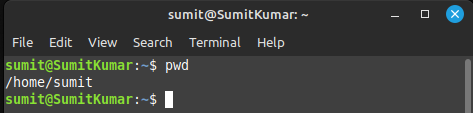 sumit@SumitKumar: ~
File Edit View Search Terminal Help
sumit@SumitKumar:~$ pwd
/home/sumit
sumit@SumitKumar:~$